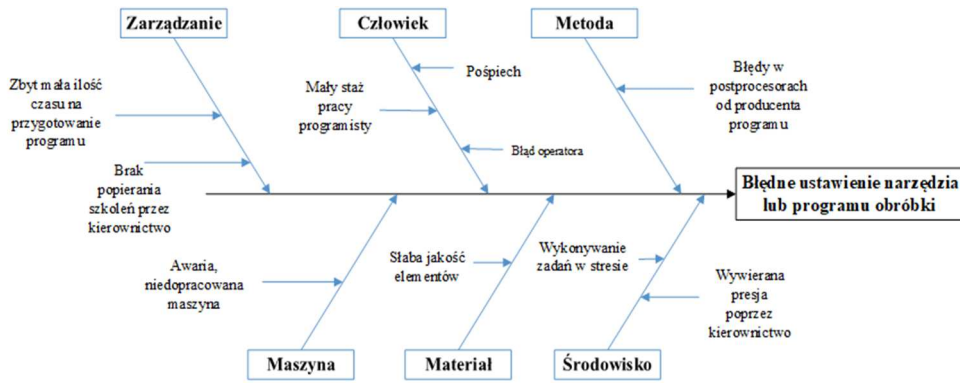 Zarządzanie
Człowiek
Metoda
Zbyt mała ilość
czasu na
przygotowanie
programu
Brak
popierania
szkoleń przez
kierownictwo
Pośpiech
Mały staż
pracy
programisty
Błąd operatora
Błędy w
postprocesorach
od producenta
programu
Błędne ustawienie narzędzia
lub programu obróbki
Awaria,
niedopracowana
maszyna
Słaba jakość
elementów
Wykonywanie
zadań w stresie
Wywierana
presja
poprzez
kierownictwo
Maszyna
Materiał
Środowisko